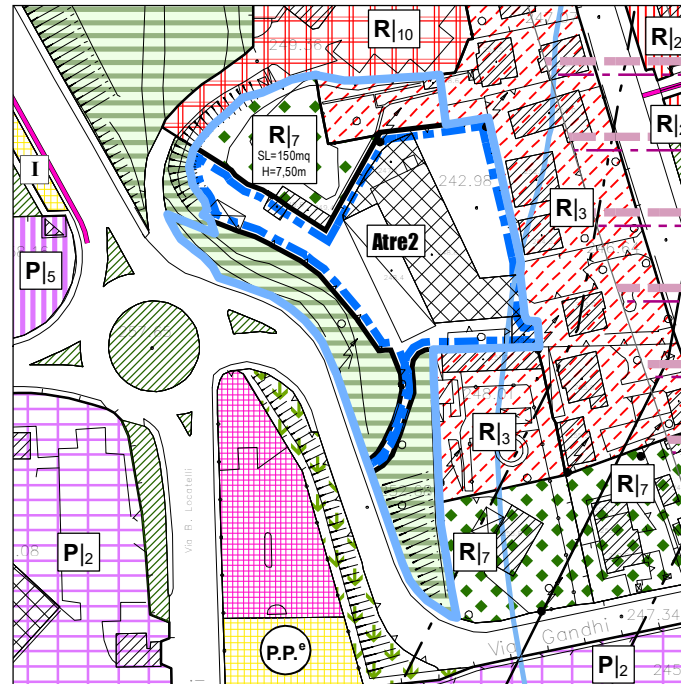 R|10
R|2
R|7
SL=150mq
H=7,50m
242.98
I
R|3
Atre2
P|5
R|3
R|7
P|2
R|7
Via B. Locatelli
247.34
Via Gandhi
P.P.e
P|2